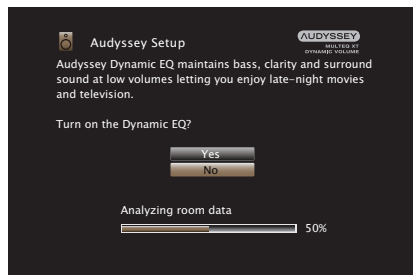 Audyssey Setup
AUDYSSEY
MULTEQ XT
DYNAMIC VOLUME
Audyssey Dynamic EQ maintains bass, clarity and surround
sound at low volumes letting you enjoy late-night movies
and television.
Turn on the Dynamic EQ?
Yes
No
Analyzing room data
50%